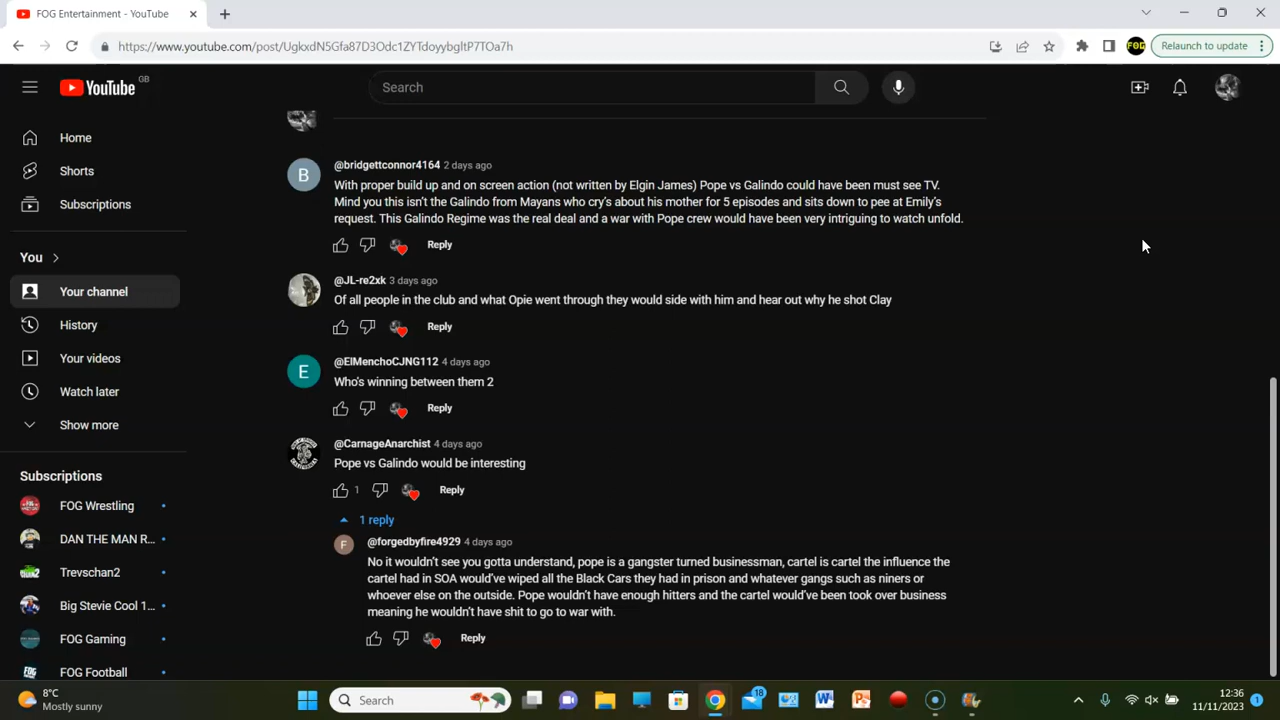 FOG Entertainment - YouTube
https://www.youtube.com/post/UgkxdN5Gfa87D3Odc1ZYTdoyybgltP7TOa7h
FOG
Relaunch to update
YouTube
GB
Search
Home
Shorts
Subscriptions
You
Your channel
History
Your videos
Watch later
Show more
Subscriptions
FOG Wrestling
DAN THE MAN R...
Trevschan2
Big Stevie Cool 1...
FOG Gaming
FOG Football
B
@bridgettconnor4164 2 days ago
With proper build up and on screen action (not written by Elgin James) Pope vs Galindo could have been must see TV.
Mind you this isn't the Galindo from Mayans who cry's about his mother for 5 episodes and sits down to pee at Emily's
request. This Galindo Regime was the real deal and a war with Pope crew would have been very intriguing to watch unfold.
Reply
@JL-re2xk 3 days ago
Of all people in the club and what Opie went through they would side with him and hear out why he shot Clay
Reply
E
@ElMenchoCJNG112 4 days ago
Who's winning between them 2
Reply
@CarnageAnarchist 4 days ago
Pope vs Galindo would be interesting
1 Reply
1 reply
F
@forgedbyfire4929 4 days ago
No it wouldn't see you gotta understand, pope is a gangster turned businessman, cartel is cartel the influence the
cartel had in SOA would've wiped all the Black Cars they had in prison and whatever gangs such as niners or
whoever else on the outside. Pope wouldn't have enough hitters and the cartel would've been took over business
meaning he wouldn't have shit to go to war with.
Reply
8°C
Mostly sunny
Search
18
12:36
11/11/2023
1